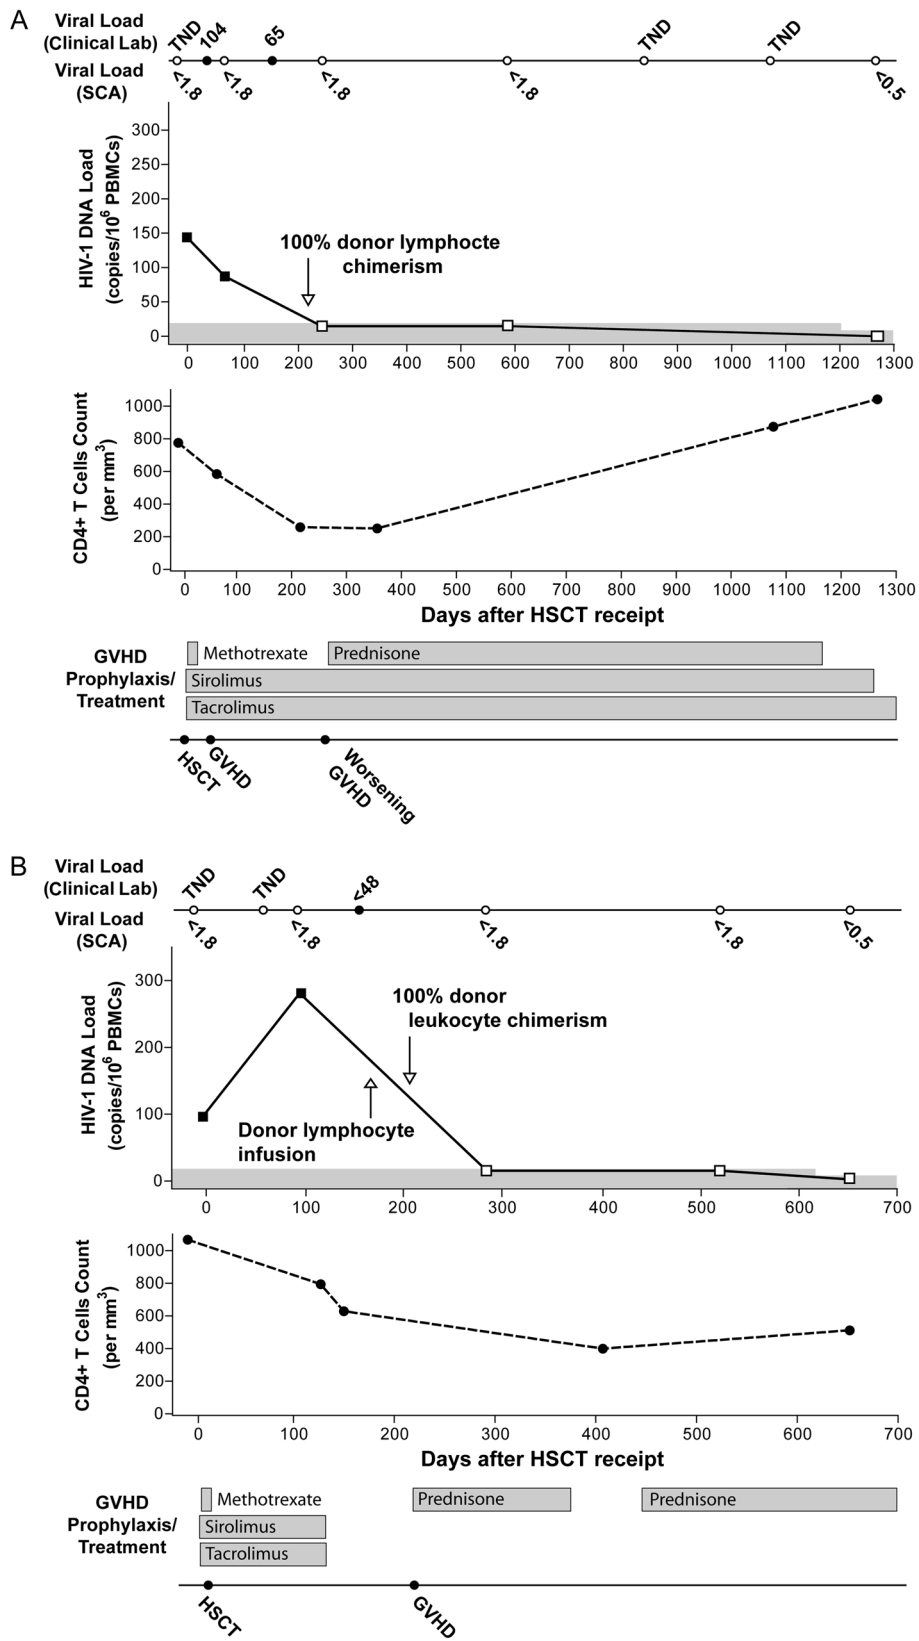 A
Viral Load
(Clinical Lab)
TND 104 65 TND TND
Viral Load
(SCA)
<1.8 <1.8 <1.8 <1.8 <0.5
HIV-1 DNA Load
(copies/10⁶ PBMCs)
300
250
200
150
100
50
0
100% donor lymphocte
chimerism
0 100 200 300 400 500 600 700 800 900 1000 1100 1200 1300
CD4+ T Cells Count
(per mm³)
1000
800
600
400
200
0
0 100 200 300 400 500 600 700 800 900 1000 1100 1200 1300
Days after HSCT receipt
GVHD
Prophylaxis/
Treatment
Methotrexate Prednisone
Sirolimus
Tacrolimus
HSCT GVHD Worsening
GVHD
B
Viral Load
(Clinical Lab)
TND TND <48
Viral Load
(SCA)
<1.8 <1.8 <1.8 <1.8 <0.5
HIV-1 DNA Load
(copies/10⁶ PBMCs)
300
200
100
0
100% donor
leukocyte chimerism
Donor lymphocyte
infusion
0 100 200 300 400 500 600 700
CD4+ T Cells Count
(per mm³)
1000
800
600
400
200
0
0 100 200 300 400 500 600 700
Days after HSCT receipt
GVHD
Prophylaxis/
Treatment
Methotrexate Prednisone Prednisone
Sirolimus
Tacrolimus
HSCT GVHD